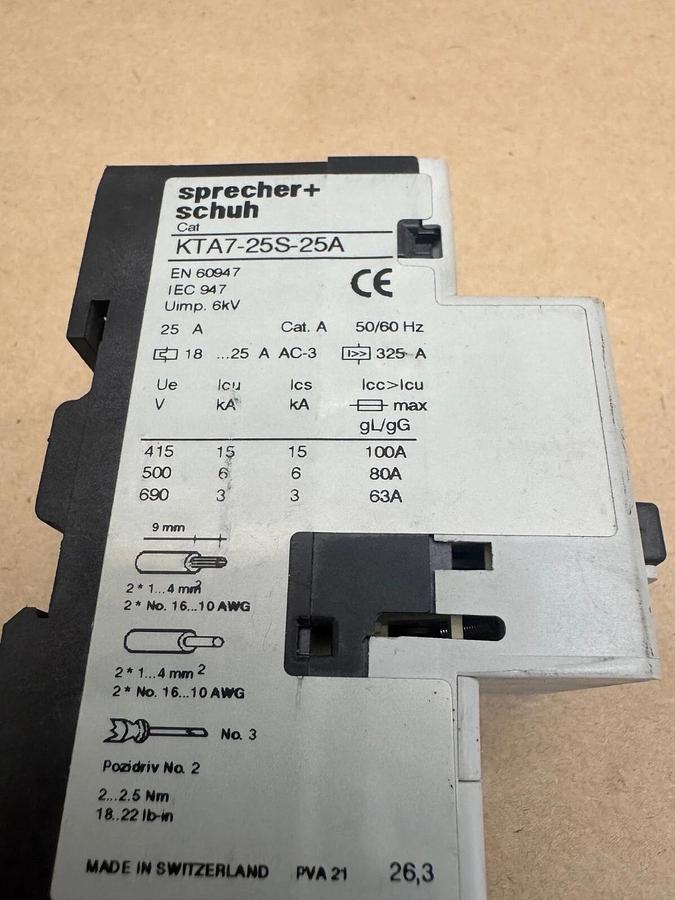 sprecher+
schuh
Cat
KTA7-25S-25A
EN 60947
IEC 947
Uimp. 6kV
CE
25 A Cat. A 50/60 Hz
18 ...25 A AC-3 I>> 325 A
Ue Icu Ics Icc>Icu
V kA kA max
gL/gG
415 15 15 100A
500 6 6 80A
690 3 3 63A
9 mm
2 * 1...4 mm²
2 * No. 16...10 AWG
2 * 1...4 mm²
2 * No. 16...10 AWG
No. 3
Pozidriv No. 2
2...2.5 Nm
18..22 lb-in
MADE IN SWITZERLAND PVA 21 26,3